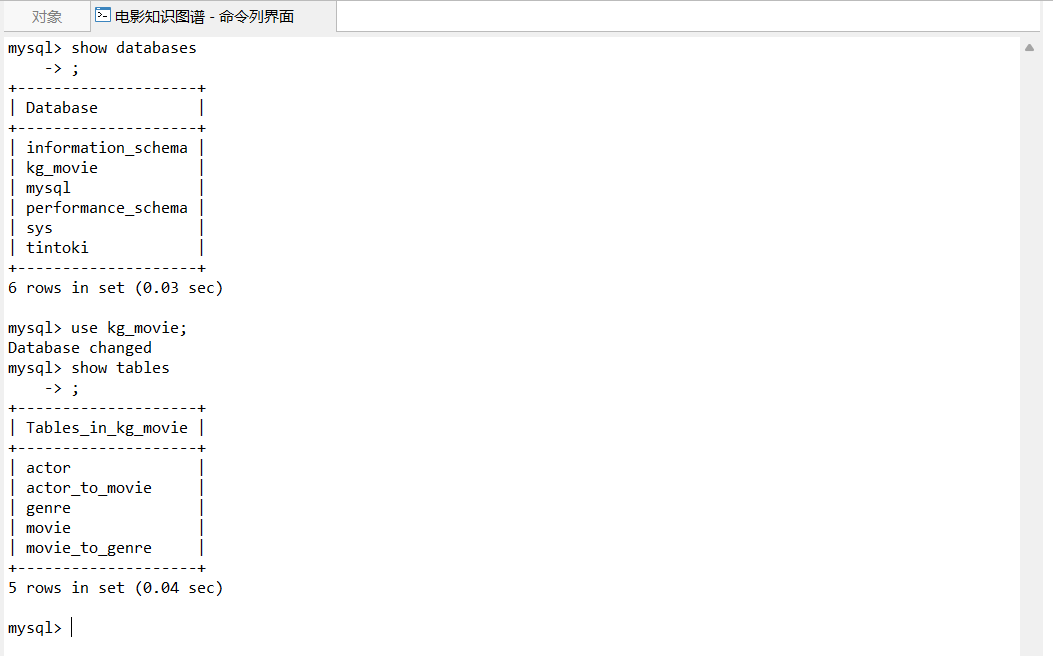 对象
电影知识图谱 - 命令列界面
mysql> show databases
    -> ;
+--------------------+
| Database           |
+--------------------+
| information_schema |
| kg_movie           |
| mysql              |
| performance_schema |
| sys                |
| tintoki            |
+--------------------+
6 rows in set (0.03 sec)

mysql> use kg_movie;
Database changed
mysql> show tables
    -> ;
+--------------------+
| Tables_in_kg_movie |
+--------------------+
| actor              |
| actor_to_movie     |
| genre              |
| movie              |
| movie_to_genre     |
+--------------------+
5 rows in set (0.04 sec)

mysql>